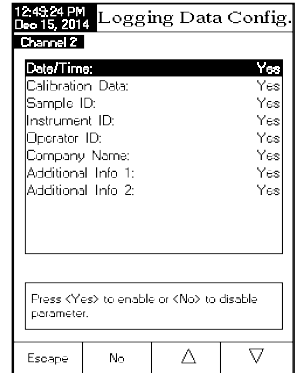 12:49:24 PM
Dec 15, 2014
Logging Data Config.
Channel 2
Date/Time: Yes
Calibration Data: Yes
Sample ID: Yes
Instrument ID: Yes
Operator ID: Yes
Company Name: Yes
Additional Info 1: Yes
Additional Info 2: Yes
Press <Yes> to enable or <No> to disable
parameter.
Escape No △ ▽